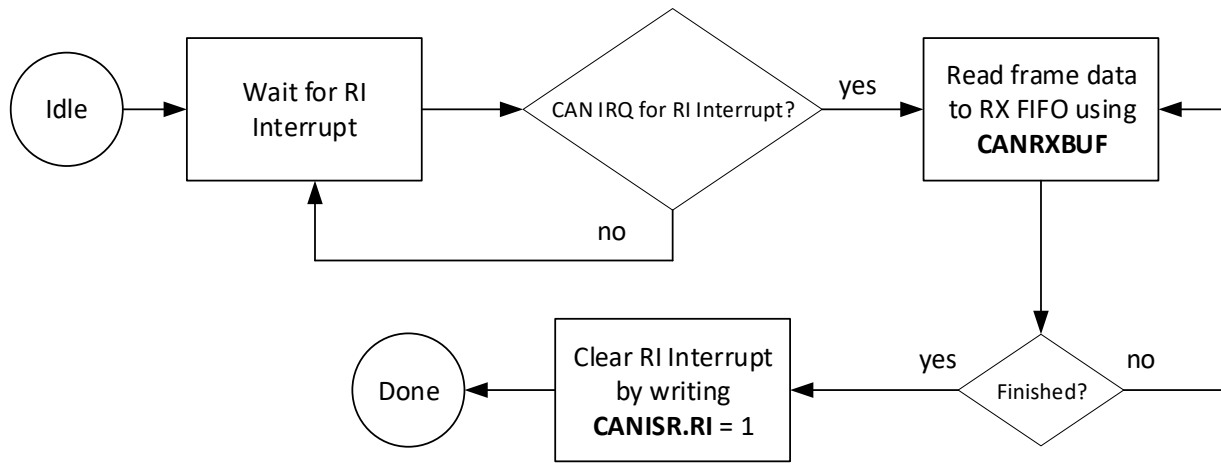 Idle
Wait for RI
Interrupt
CAN IRQ for RI Interrupt?
yes
no
Read frame data
to RX FIFO using
CANRXBUF
Finished?
no
yes
Clear RI Interrupt
by writing
CANISR.RI = 1
Done